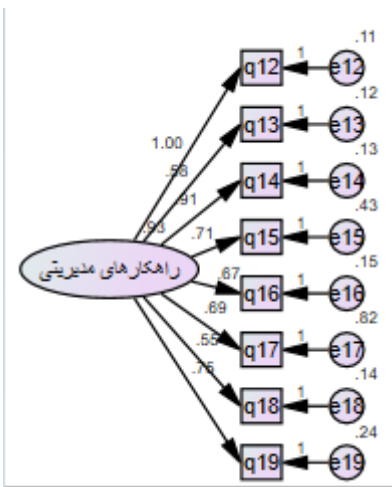 .11
q12 1 e12
.12
q13 1 e13
1.00
.13
.58
q14 1 e14
.91
.43
.93
.71
q15 1 e15
راهکارهای مدیریتی
.15
.67
q16 1 e16
.69
.82
q17 1 e17
.55
.14
.75
q18 1 e18
.24
q19 1 e19